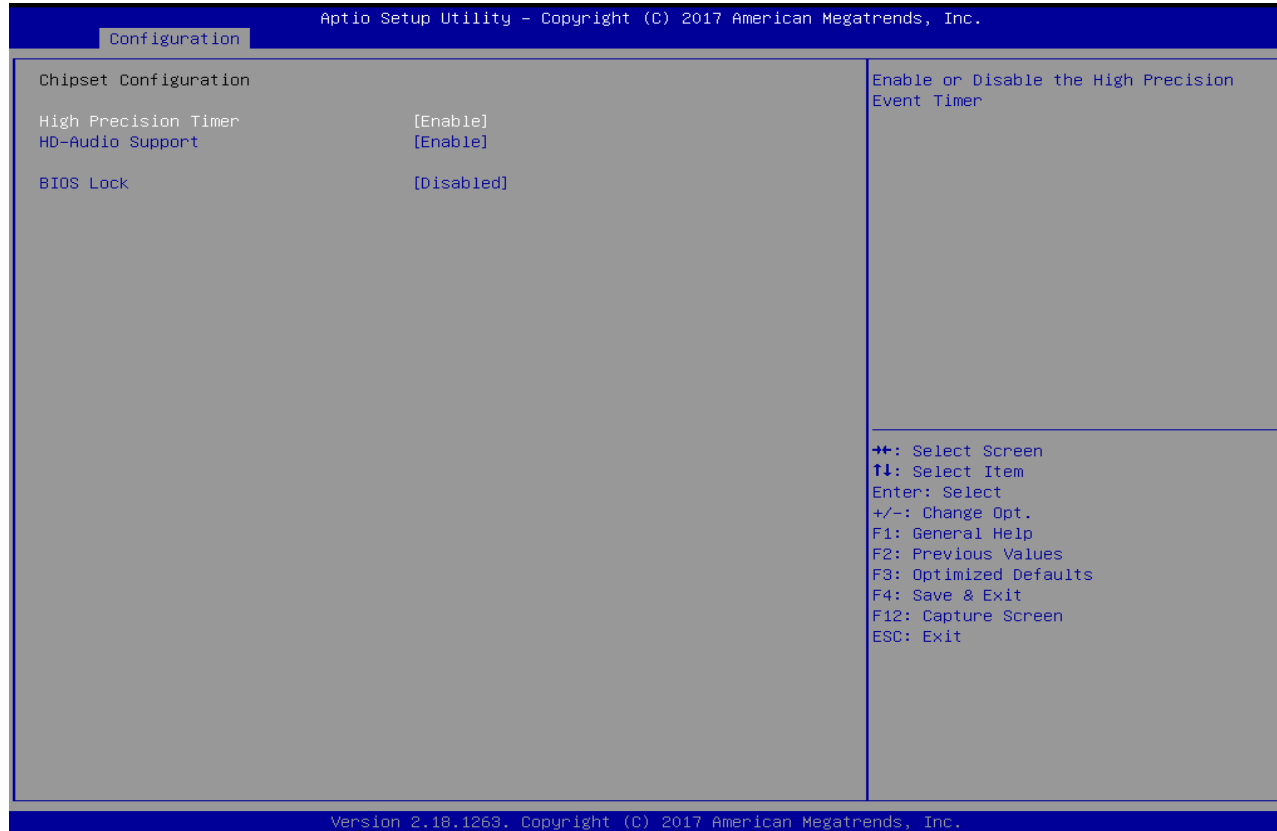 Aptio Setup Utility – Copyright (C) 2017 American Megatrends, Inc.
Configuration
Chipset Configuration
High Precision Timer [Enable]
HD-Audio Support [Enable]
BIOS Lock [Disabled]
Enable or Disable the High Precision
Event Timer
→←: Select Screen
↑↓: Select Item
Enter: Select
+/-: Change Opt.
F1: General Help
F2: Previous Values
F3: Optimized Defaults
F4: Save & Exit
F12: Capture Screen
ESC: Exit
Version 2.18.1263. Copyright (C) 2017 American Megatrends, Inc.